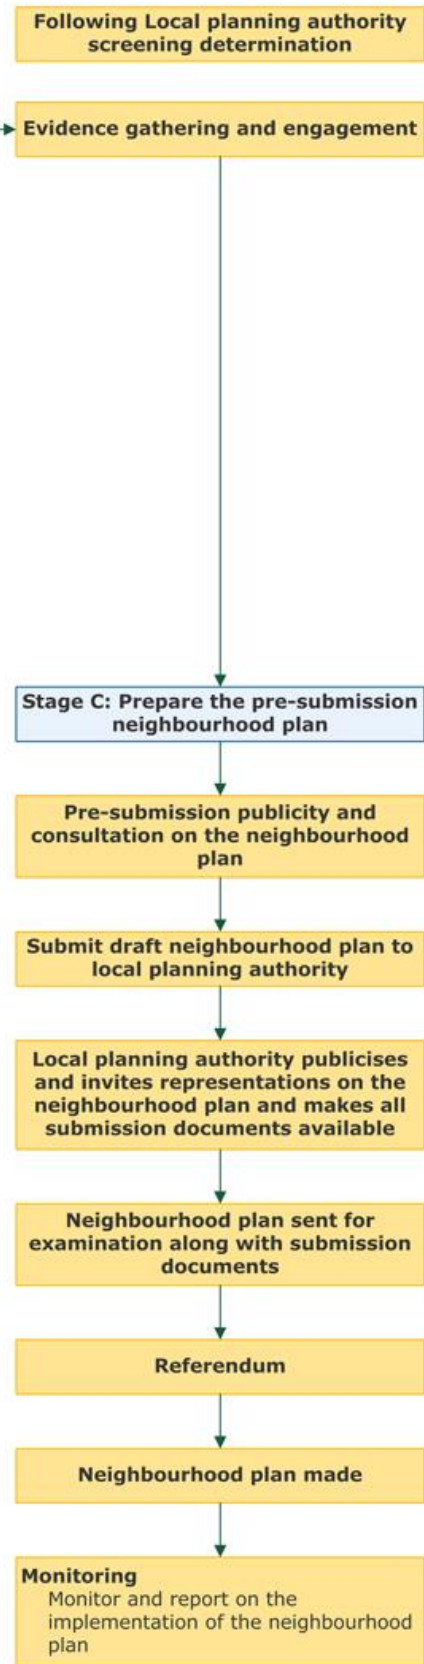 Following Local planning authority
screening determination
Evidence gathering and engagement
Stage C: Prepare the pre-submission
neighbourhood plan
Pre-submission publicity and
consultation on the neighbourhood
plan
Submit draft neighbourhood plan to
local planning authority
Local planning authority publicises
and invites representations on the
neighbourhood plan and makes all
submission documents available
Neighbourhood plan sent for
examination along with submission
documents
Referendum
Neighbourhood plan made
Monitoring
Monitor and report on the
implementation of the neighbourhood
plan